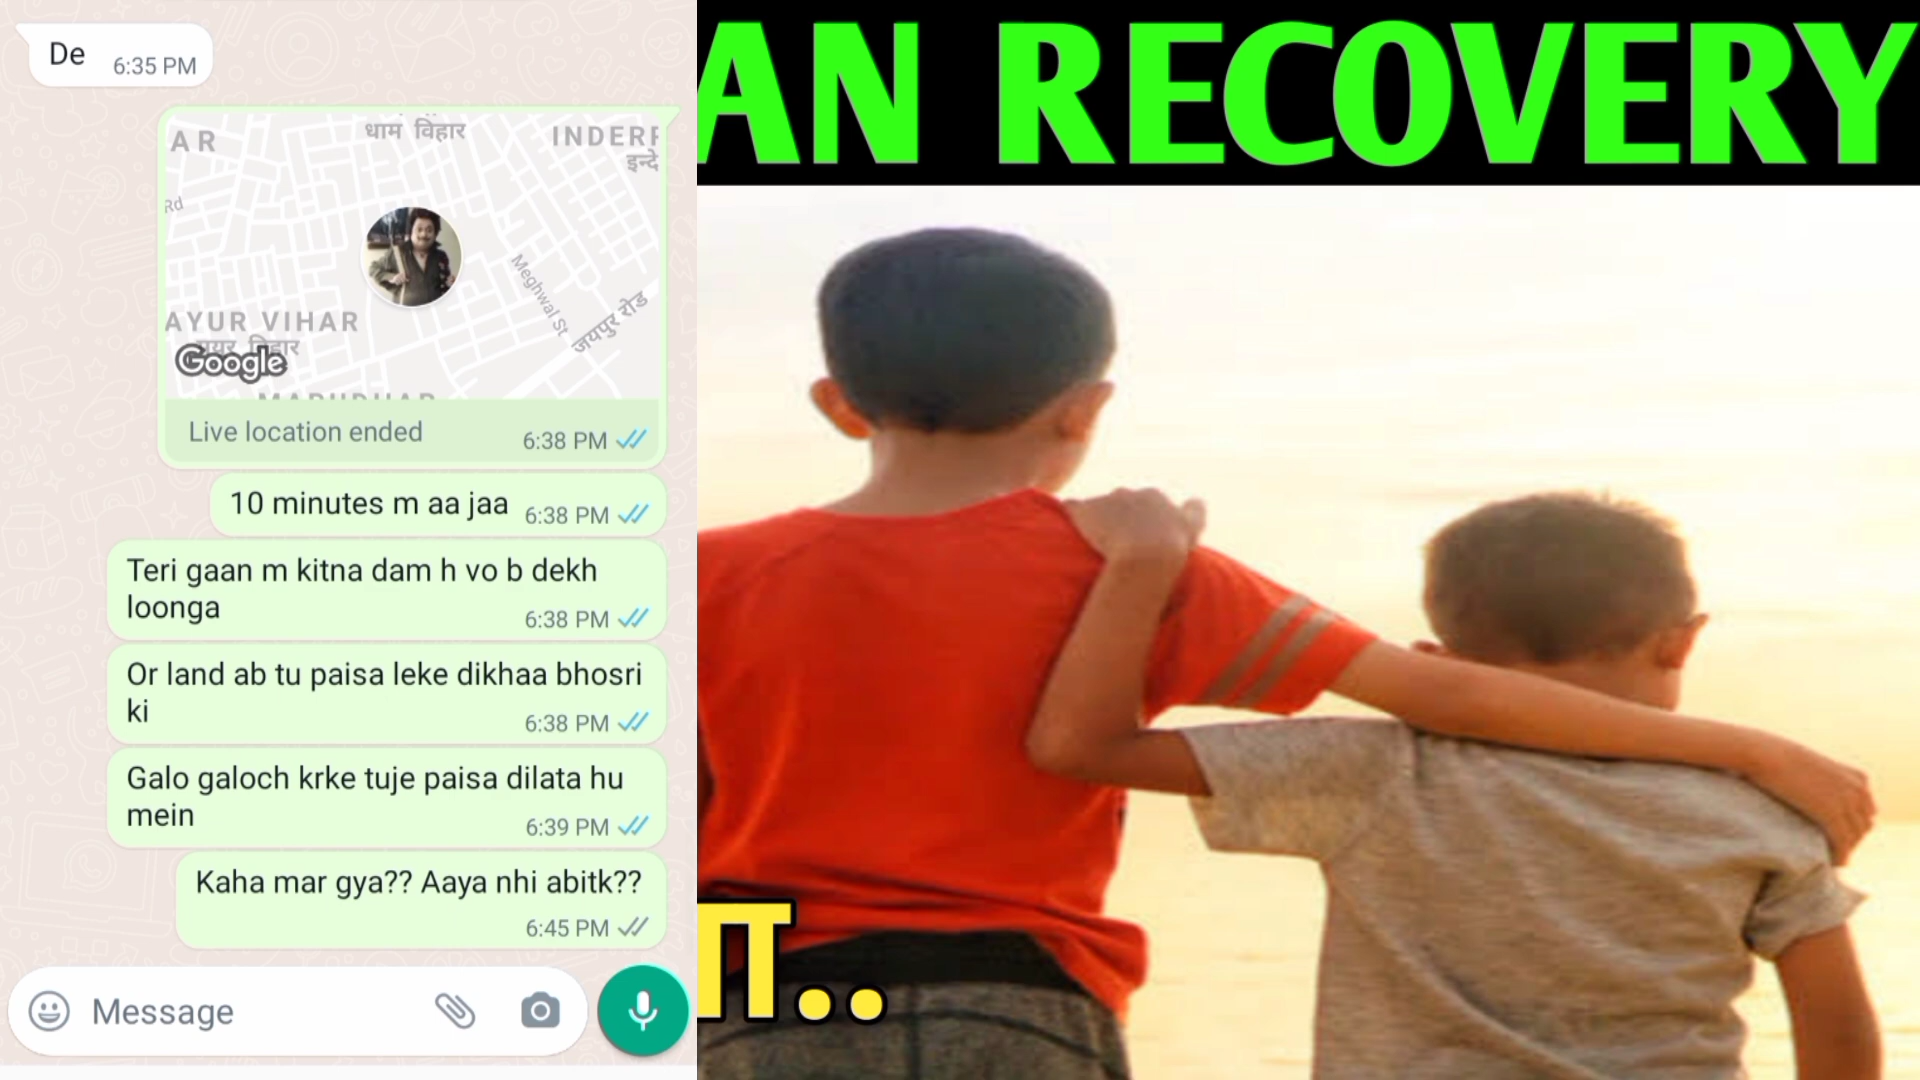 De
6:35 PM
AR
धाम विहार
INDERP
इन्दे
Rd
Meghwal St
जयपुर रोड
AYUR VIHAR
मयूर विहार
Google
MARUDHAR
Live location ended
6:38 PM
10 minutes m aa jaa
6:38 PM
Teri gaan m kitna dam h vo b dekh
loonga
6:38 PM
Or land ab tu paisa leke dikhaa bhosri
ki
6:38 PM
Galo galoch krke tuje paisa dilata hu
mein
6:39 PM
Kaha mar gya?? Aaya nhi abitk??
6:45 PM
Message
AN RECOVERY